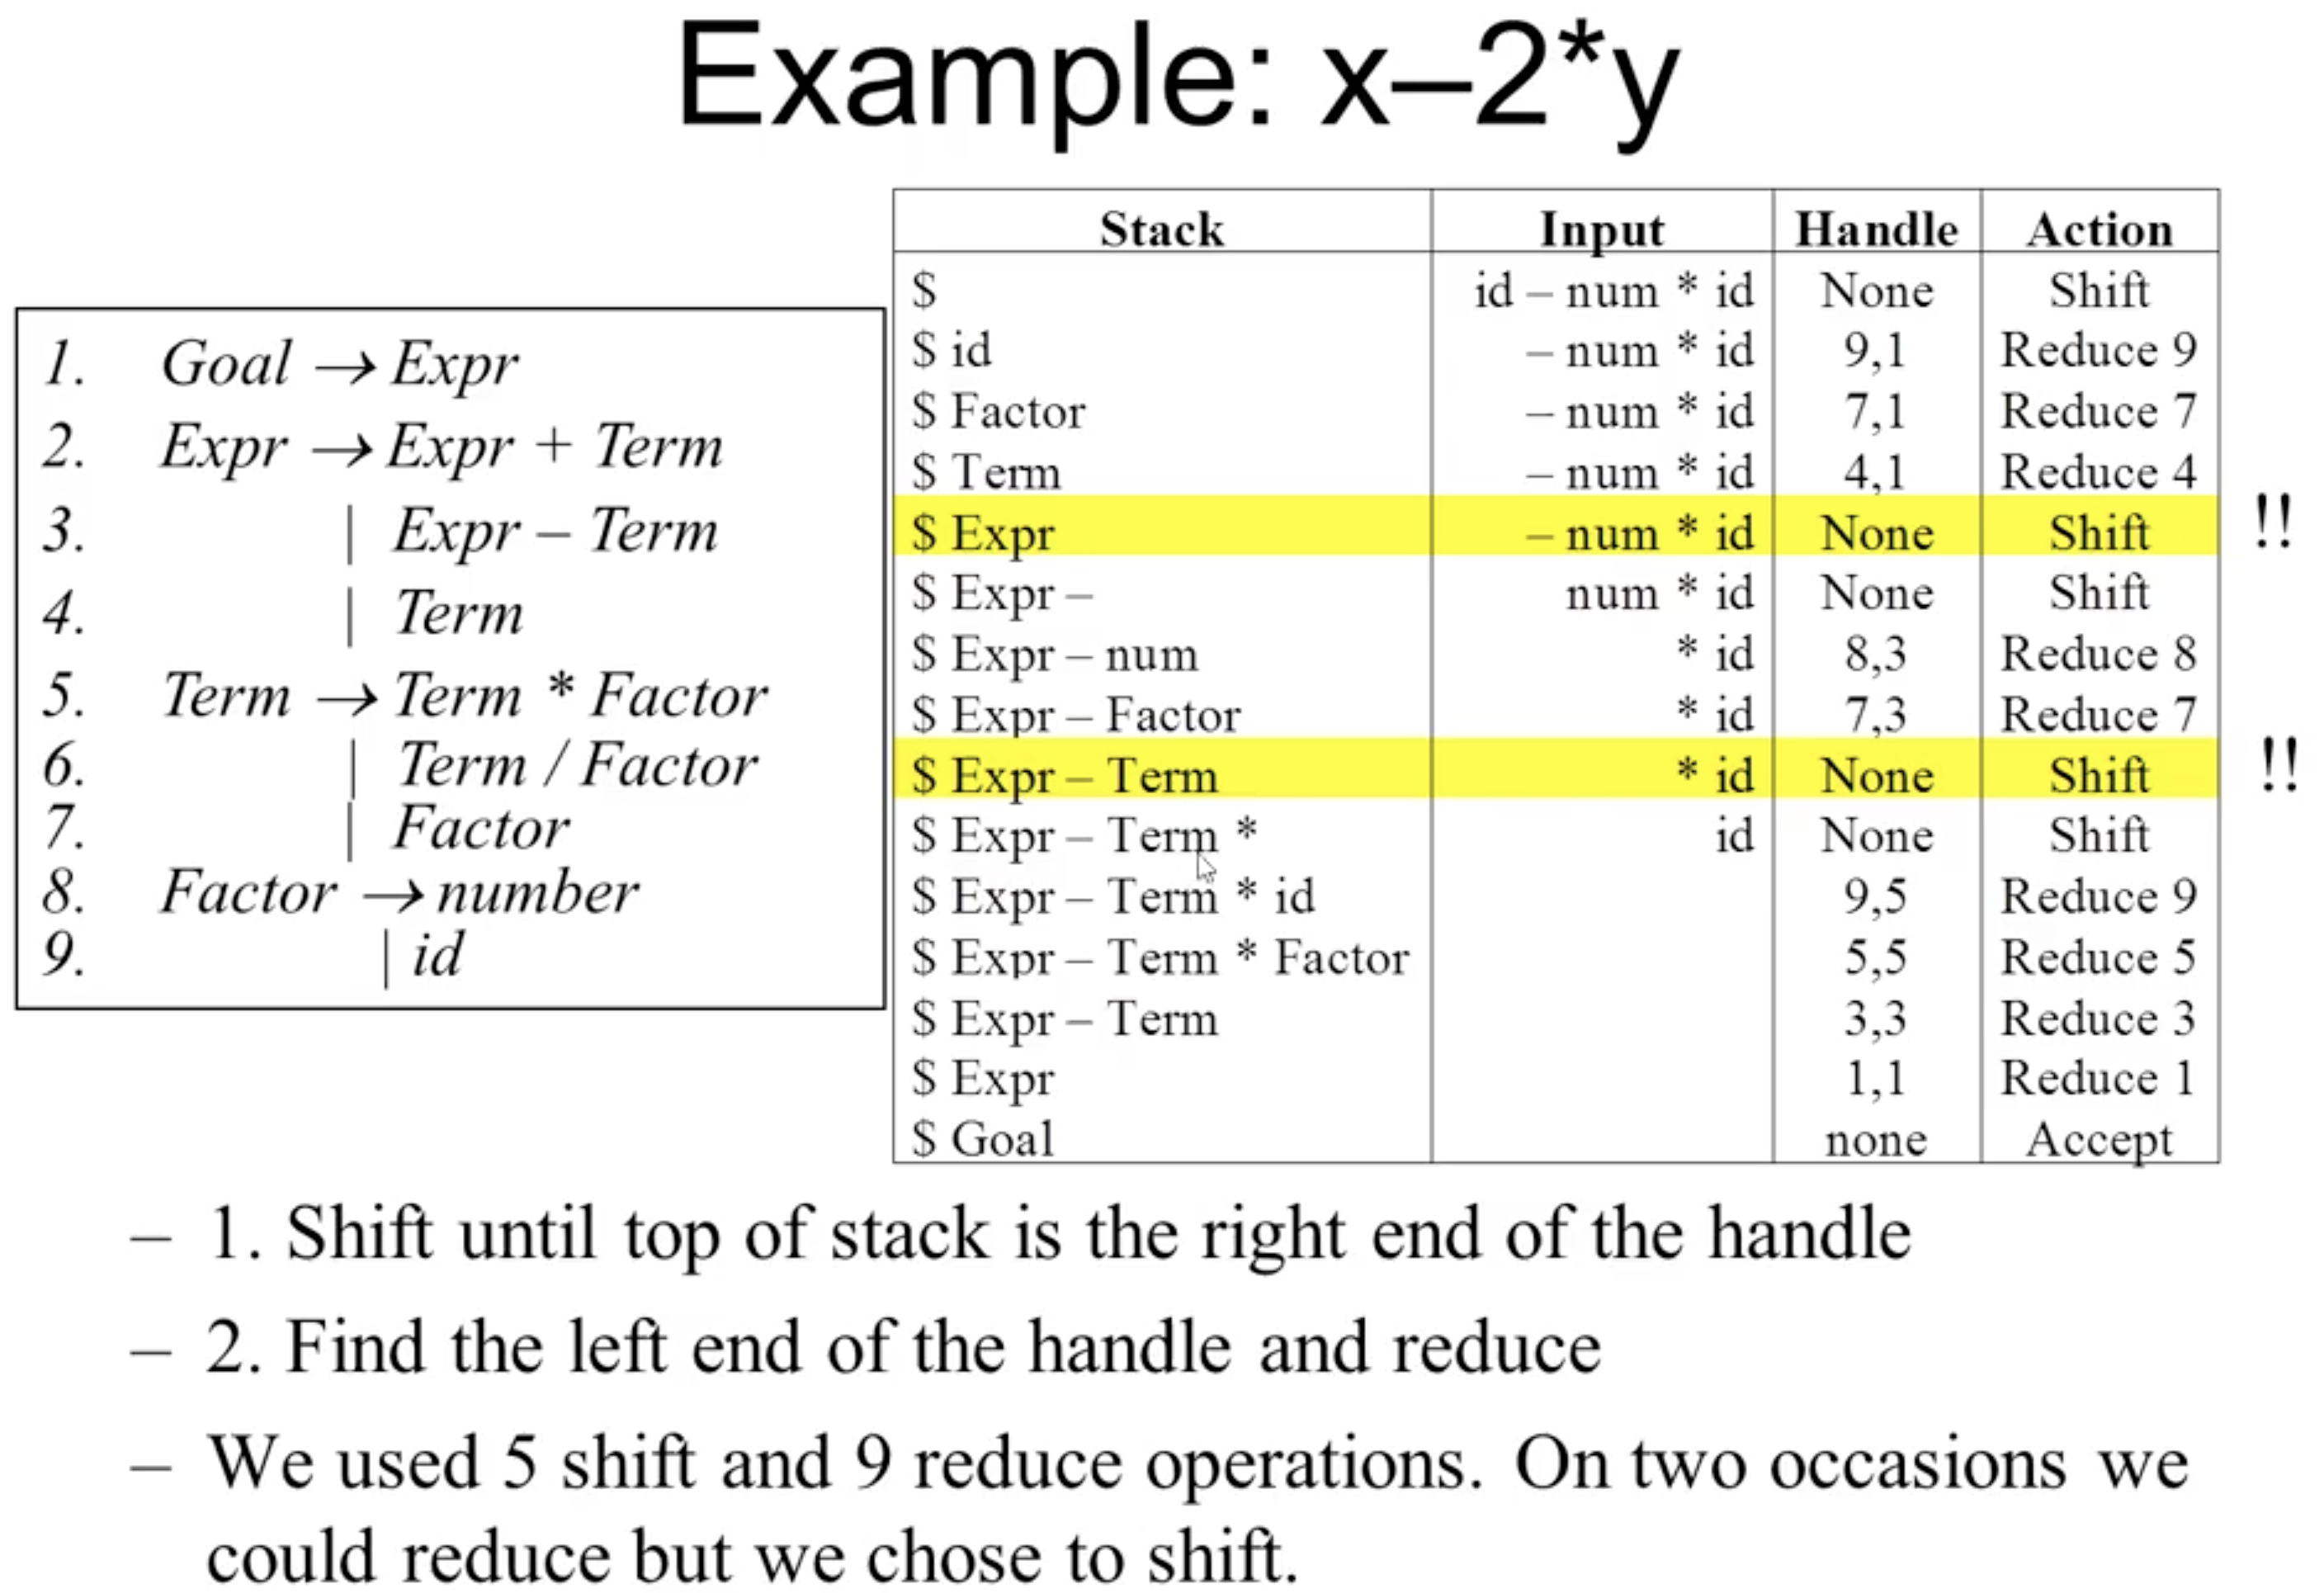 Example: x–2*y
1. Goal → Expr
2. Expr → Expr + Term
3. | Expr – Term
4. | Term
5. Term → Term * Factor
6. | Term / Factor
7. | Factor
8. Factor → number
9. | id
Stack Input Handle Action
$ id – num * id None Shift
$ id – num * id 9,1 Reduce 9
$ Factor – num * id 7,1 Reduce 7
$ Term – num * id 4,1 Reduce 4
$ Expr – num * id None Shift !!
$ Expr – num * id None Shift
$ Expr – num * id 8,3 Reduce 8
$ Expr – Factor * id 7,3 Reduce 7
$ Expr – Term * id None Shift !!
$ Expr – Term * id None Shift
$ Expr – Term * id 9,5 Reduce 9
$ Expr – Term * Factor 5,5 Reduce 5
$ Expr – Term 3,3 Reduce 3
$ Expr 1,1 Reduce 1
$ Goal none Accept
– 1. Shift until top of stack is the right end of the handle
– 2. Find the left end of the handle and reduce
– We used 5 shift and 9 reduce operations. On two occasions we
could reduce but we chose to shift.